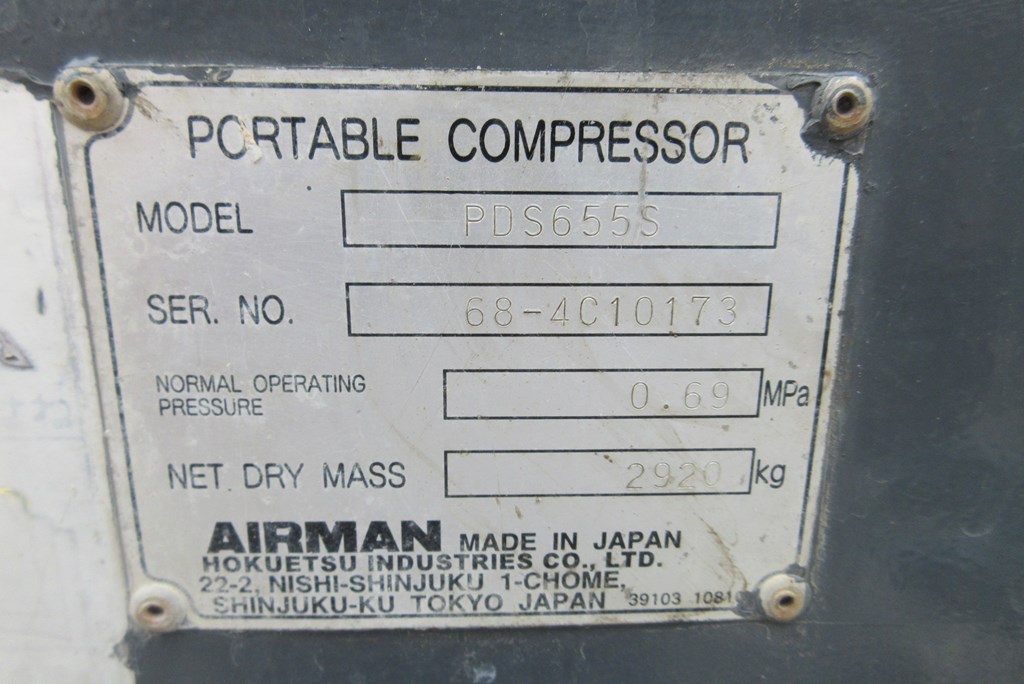 PORTABLE COMPRESSOR
MODEL PDS655S
SER. NO. 68-4C10173
NORMAL OPERATING
PRESSURE 0.69 MPa
NET DRY MASS 2920 kg
AIRMAN MADE IN JAPAN
HOKUETSU INDUSTRIES CO., LTD.
22-2, NISHI-SHINJUKU 1-CHOME,
SHINJUKU-KU TOKYO JAPAN 39103